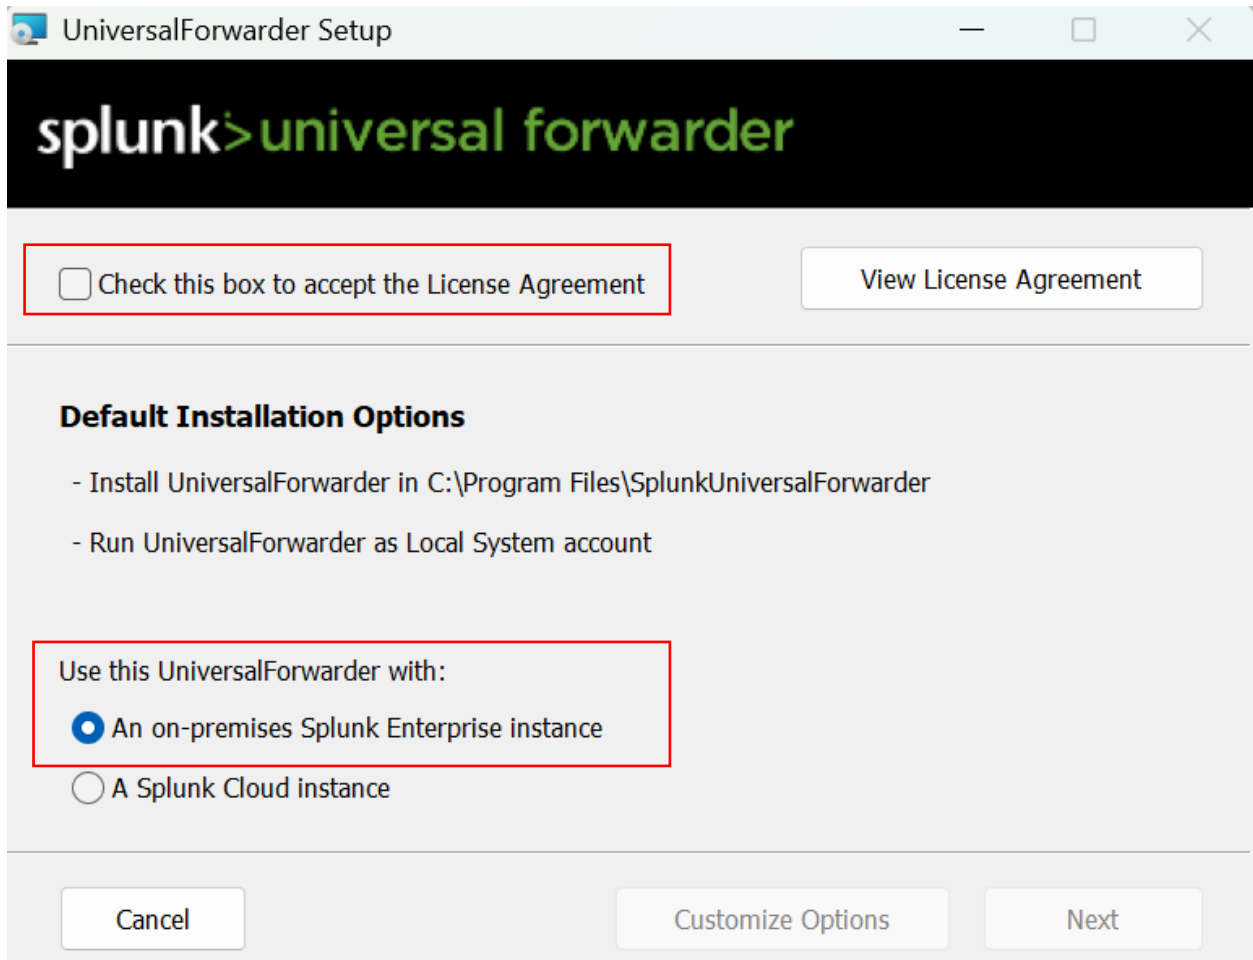 UniversalForwarder Setup
splunk>universal forwarder
Check this box to accept the License Agreement
View License Agreement
Default Installation Options
- Install UniversalForwarder in C:\Program Files\SplunkUniversalForwarder
- Run UniversalForwarder as Local System account
Use this UniversalForwarder with:
An on-premises Splunk Enterprise instance
A Splunk Cloud instance
Cancel
Customize Options
Next